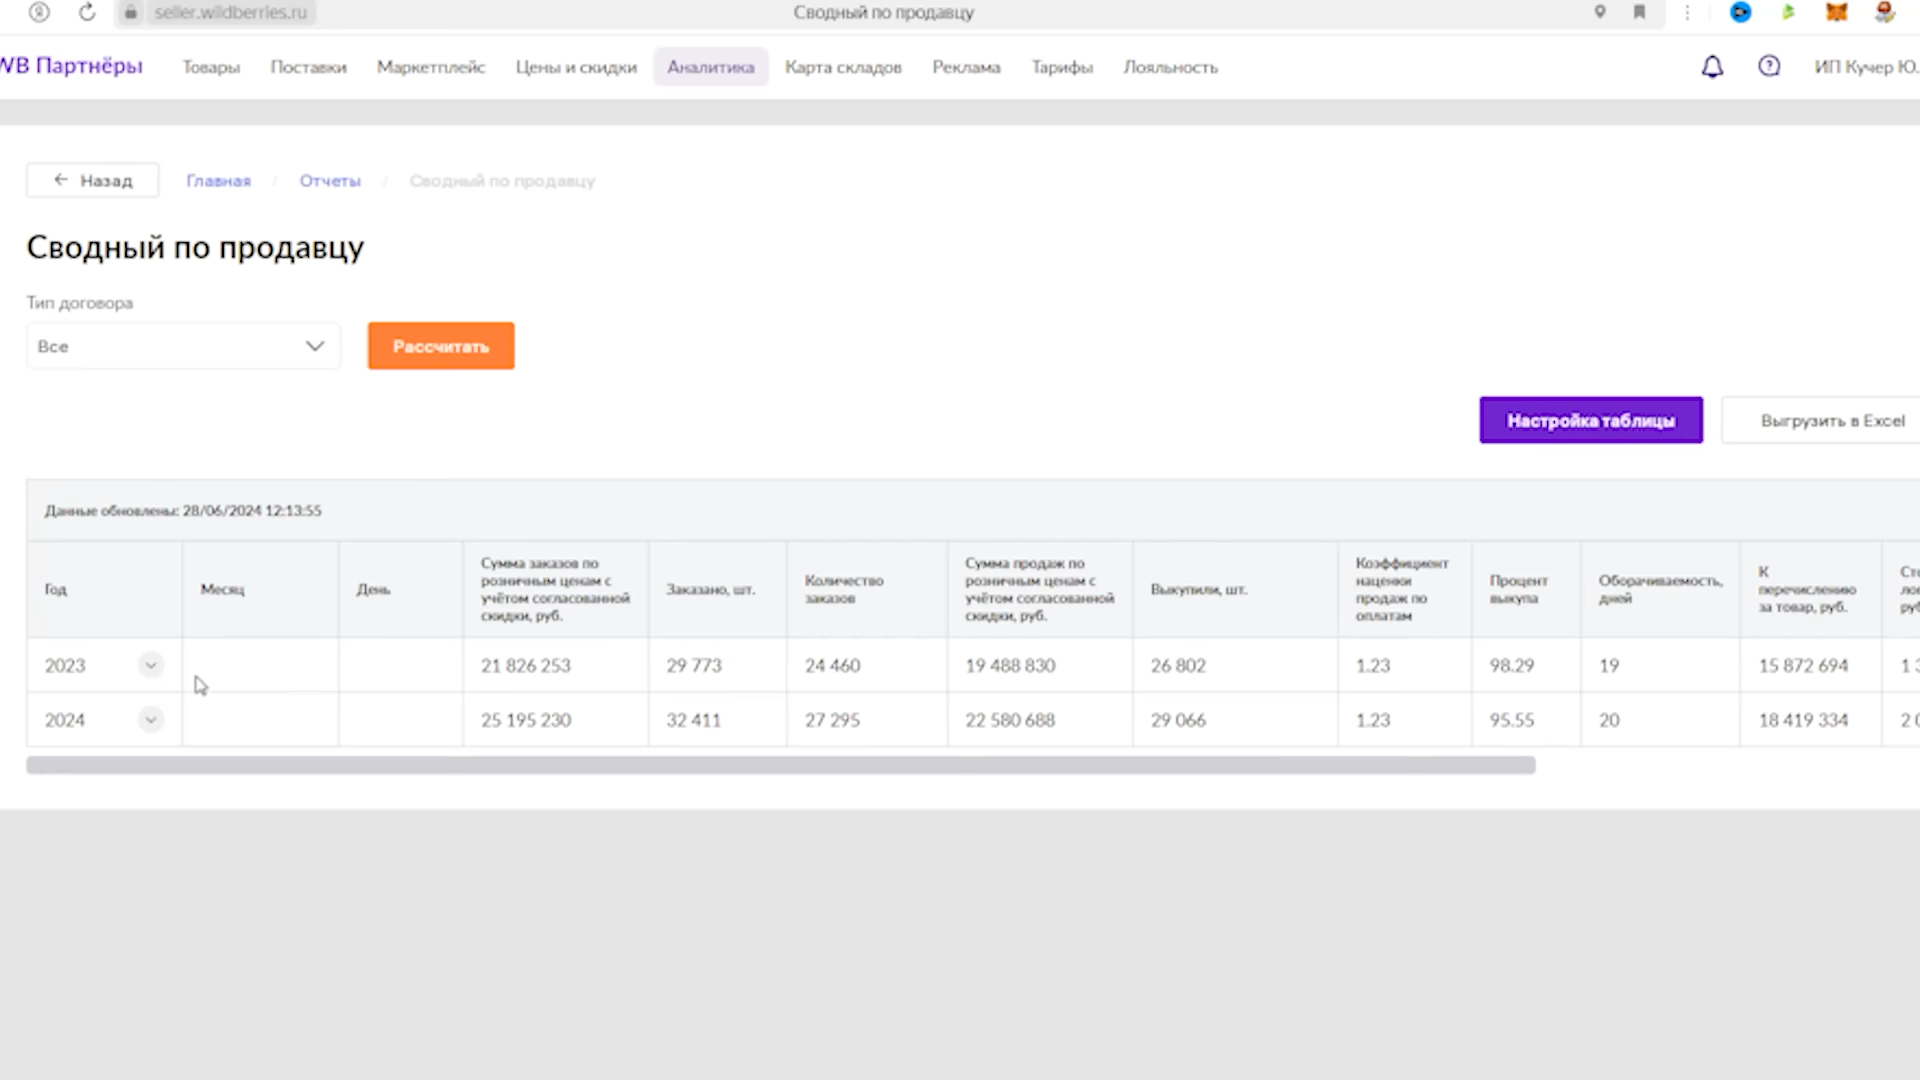 seller.wildberries.ru Сводный по продавцу
WB Партнёры Товары Поставки Маркетплейс Цены и скидки Аналитика Карта складов Реклама Тарифы Лояльность ИП Кучер Ю.
Назад Главная / Отчеты / Сводный по продавцу
Сводный по продавцу
Тип договора
Все Рассчитать
Настройка таблицы Выгрузить в Excel
Данные обновлены: 28/06/2024 12:13:55
Год
Месяц
День
Сумма заказов по
розничным ценам с
учётом согласованной
скидки, руб.
Заказано, шт.
Количество
заказов
Сумма продаж по
розничным ценам с
учётом согласованной
скидки, руб.
Выкупили, шт.
Коэффициент
наценки
продаж по
оплатам
Процент
выкупа
Оборачиваемость,
дней
К
перечислению
за товар, руб.
2023 21 826 253 29 773 24 460 19 488 830 26 802 1.23 98.29 19 15 872 694
2024 25 195 230 32 411 27 295 22 580 688 29 066 1.23 95.55 20 18 419 334